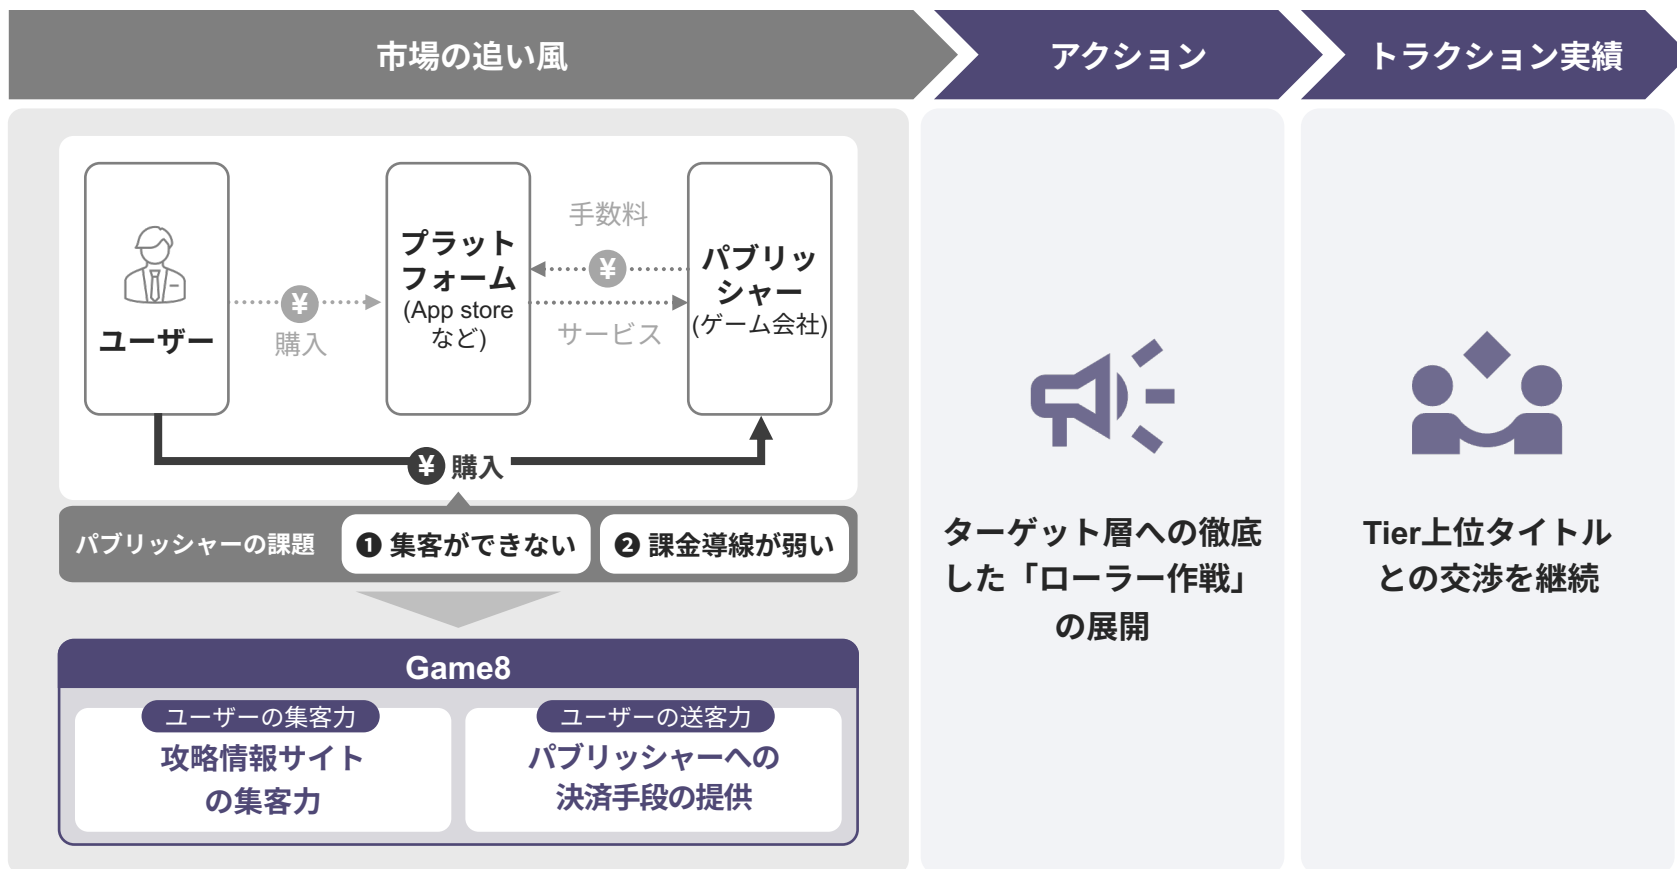 市場の追い風
アクション
トラクション実績
ユーザー
¥
購入
プラット
フォーム
(App store
など)
手数料
¥
サービス
パブリッ
シャー
(ゲーム会社)
¥ 購入
パブリッシャーの課題
❶ 集客ができない
❷ 課金導線が弱い
Game8
ユーザーの集客力
攻略情報サイト
の集客力
ユーザーの送客力
パブリッシャーへの
決済手段の提供
ターゲット層への徹底
した「ローラー作戦」
の展開
Tier上位タイトル
との交渉を継続